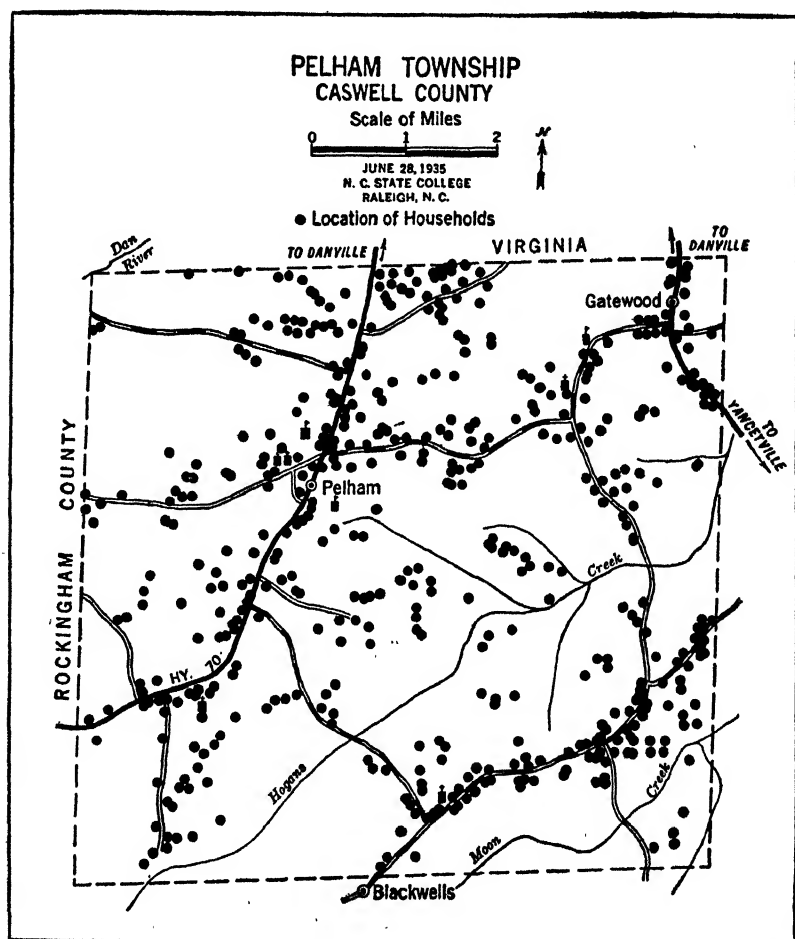 PELHAM TOWNSHIP
CASWELL COUNTY
Scale of Miles
0 1 2
N
JUNE 28, 1935
N. C. STATE COLLEGE
RALEIGH, N. C.
Location of Households
Dan
River
TO DANVILLE
VIRGINIA
TO
DANVILLE
Gatewood
TO
YANCEYVILLE
ROCKINGHAM COUNTY
Pelham
Creek
HY. 70.
Hogans
Moon
Creek
Blackwells